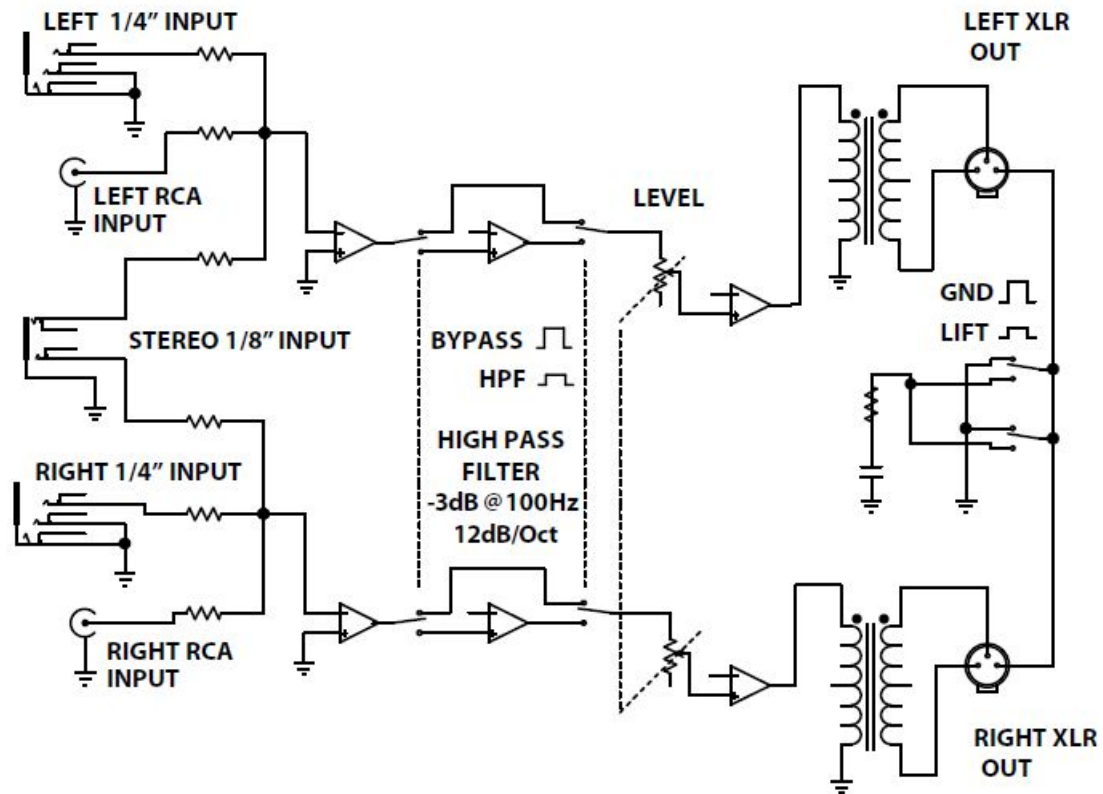 LEFT 1/4” INPUT
LEFT RCA
INPUT
STEREO 1/8” INPUT
RIGHT 1/4” INPUT
RIGHT RCA
INPUT
BYPASS
HPF
HIGH PASS
FILTER
-3dB @ 100Hz
12dB/Oct
LEVEL
LEFT XLR
OUT
GND
LIFT
RIGHT XLR
OUT